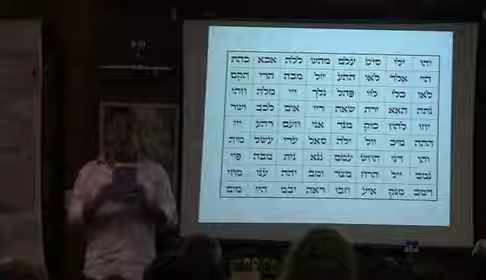 והו ילי סיט עלם מהש ללה אכא כהת
הזי אלד לאו ההע יזל מבה הרי הקם
לאו כלי לוו פהל נלך ייי מלה חהו
נתה האא ירת שאה ריי אום לכב ושר
יחו להח כוק מנד אני חעם רהע ייז
ההה מיכ וול ילה סאל ערי עשל מיה
והו דני החש עמם ננא נית מבה פוי
נמם ייל הרח מצר ומב יהה ענו מחי
דמב מנק איע חבו ראה יבמ היי מום